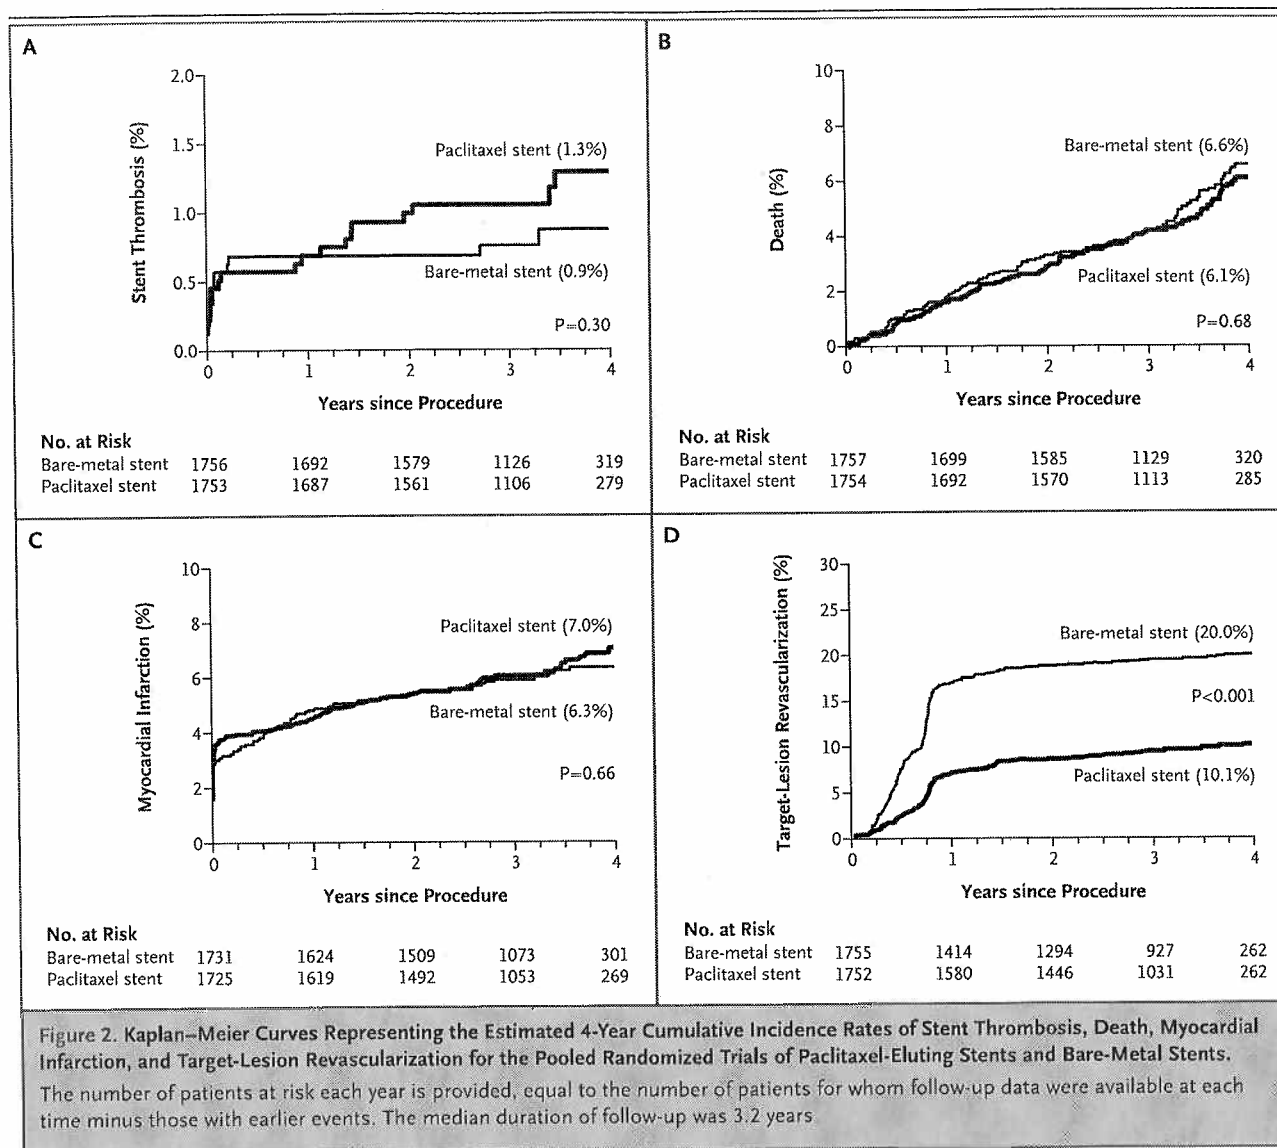 A
2.0
1.5
1.0
0.5
0.0
Stent Thrombosis (%)
Paclitaxel stent (1.3%)
Bare-metal stent (0.9%)
P=0.30
0 1 2 3 4
Years since Procedure
No. at Risk
Bare-metal stent 1756 1692 1579 1126 319
Paclitaxel stent 1753 1687 1561 1106 279
B
10
8
6
4
2
0
Death (%)
Bare-metal stent (6.6%)
Paclitaxel stent (6.1%)
P=0.68
0 1 2 3 4
Years since Procedure
No. at Risk
Bare-metal stent 1757 1699 1585 1129 320
Paclitaxel stent 1754 1692 1570 1113 285
C
10
8
6
4
2
0
Myocardial Infarction (%)
Paclitaxel stent (7.0%)
Bare-metal stent (6.3%)
P=0.66
0 1 2 3 4
Years since Procedure
No. at Risk
Bare-metal stent 1731 1624 1509 1073 301
Paclitaxel stent 1725 1619 1492 1053 269
D
30
25
20
15
10
5
0
Target-Lesion Revascularization (%)
Bare-metal stent (20.0%)
P<0.001
Paclitaxel stent (10.1%)
0 1 2 3 4
Years since Procedure
No. at Risk
Bare-metal stent 1755 1414 1294 927 262
Paclitaxel stent 1752 1580 1446 1031 262
Figure 2. Kaplan–Meier Curves Representing the Estimated 4-Year Cumulative Incidence Rates of Stent Thrombosis, Death, Myocardial
Infarction, and Target-Lesion Revascularization for the Pooled Randomized Trials of Paclitaxel-Eluting Stents and Bare-Metal Stents.
The number of patients at risk each year is provided, equal to the number of patients for whom follow-up data were available at each
time minus those with earlier events. The median duration of follow-up was 3.2 years